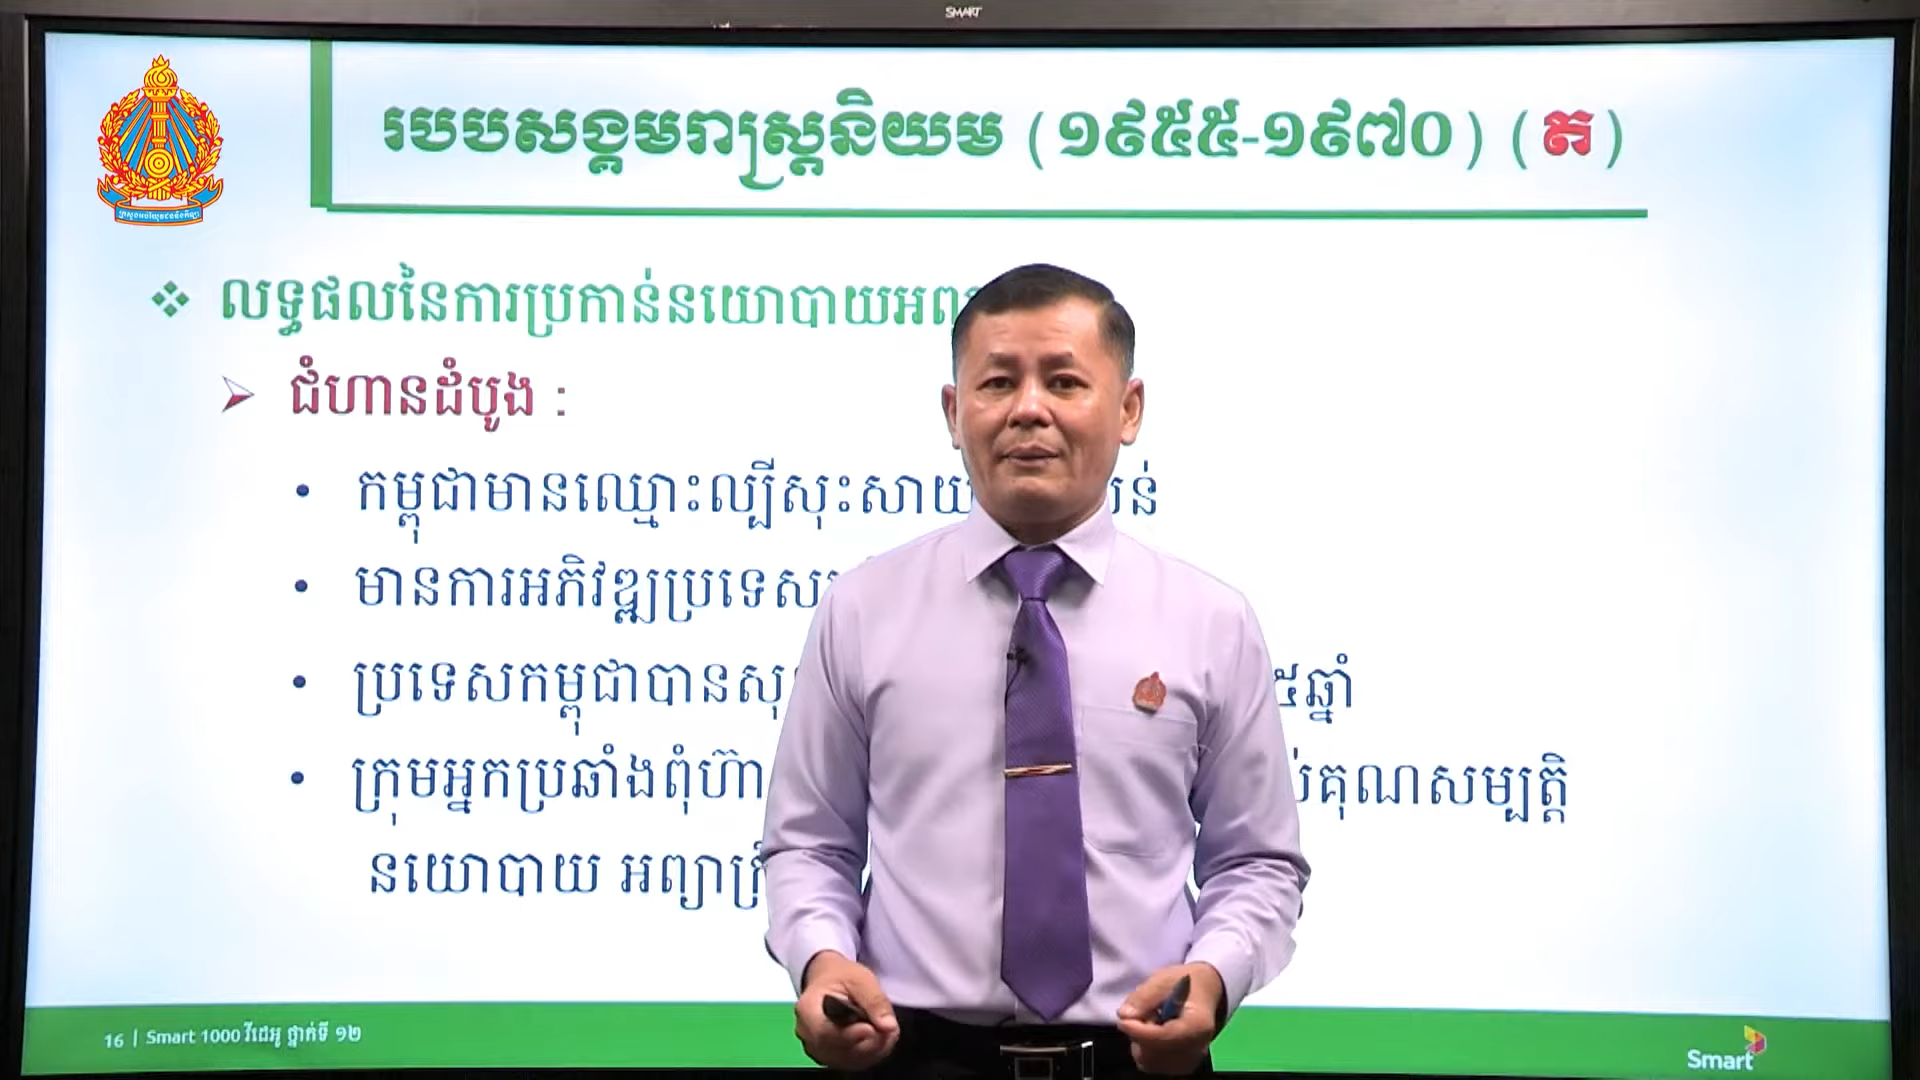 SMART
របបសង្គមរាស្ត្រនិយម (១៩៥៥-១៩៧០) (ត)
លទ្ធផលនៃការប្រកាន់នយោបាយអព្យ
ជំហានដំបូង :
កម្ពុជាមានឈ្មោះល្បីសុះសាយ
មានការអភិវឌ្ឍប្រទេស
ប្រទេសកម្ពុជាបាន ៥ឆ្នាំ
ក្រុមអ្នកប្រឆាំងពុំហ៊ា គុណសម្បត្តិ
នយោបាយ អព្យាក្រឹ
16 | Smart 1000 វីដេអូ ថ្នាក់ទី ១២
Smart